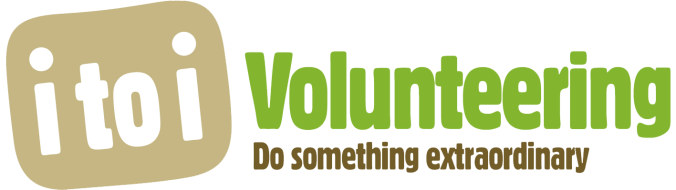 i to i
Volunteering
Do something extraordinary